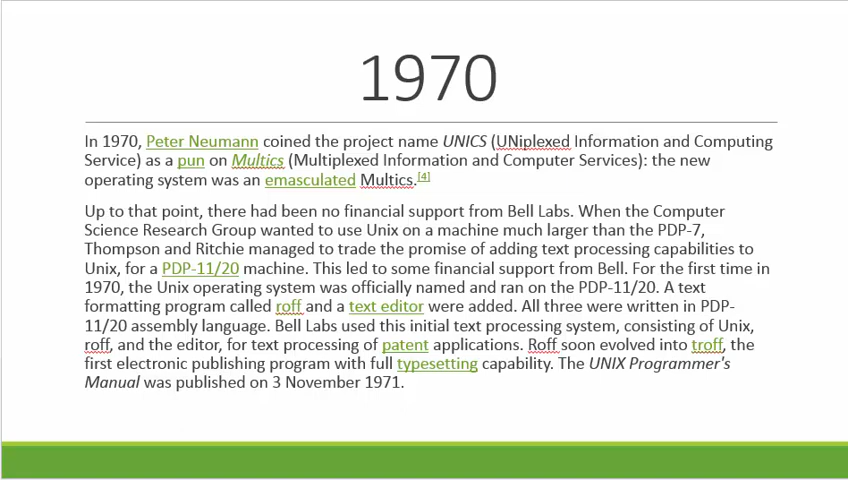 1970
In 1970, Peter Neumann coined the project name UNICS (UNiplexed Information and Computing
Service) as a pun on Multics (Multiplexed Information and Computer Services): the new
operating system was an emasculated Multics.[4]
Up to that point, there had been no financial support from Bell Labs. When the Computer
Science Research Group wanted to use Unix on a machine much larger than the PDP-7,
Thompson and Ritchie managed to trade the promise of adding text processing capabilities to
Unix, for a PDP-11/20 machine. This led to some financial support from Bell. For the first time in
1970, the Unix operating system was officially named and ran on the PDP-11/20. A text
formatting program called roff and a text editor were added. All three were written in PDP-
11/20 assembly language. Bell Labs used this initial text processing system, consisting of Unix,
roff, and the editor, for text processing of patent applications. Roff soon evolved into troff, the
first electronic publishing program with full typesetting capability. The UNIX Programmer's
Manual was published on 3 November 1971.